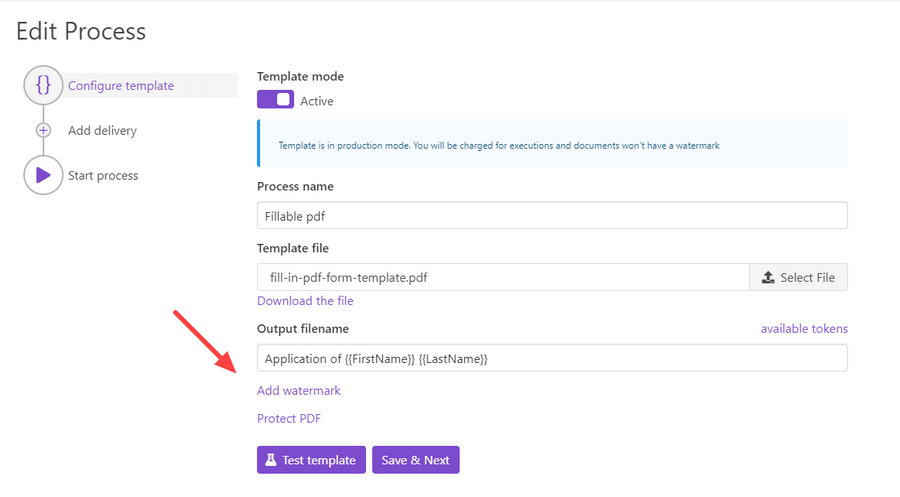 Edit Process
{} Configure template
Add delivery
Start process
Template mode
Active
Template is in production mode. You will be charged for executions and documents won't have a watermark
Process name
Fillable pdf
Template file
fill-in-pdf-form-template.pdf Select File
Download the file
Output filename available tokens
Application of {{FirstName}} {{LastName}}
Add watermark
Protect PDF
Test template Save & Next